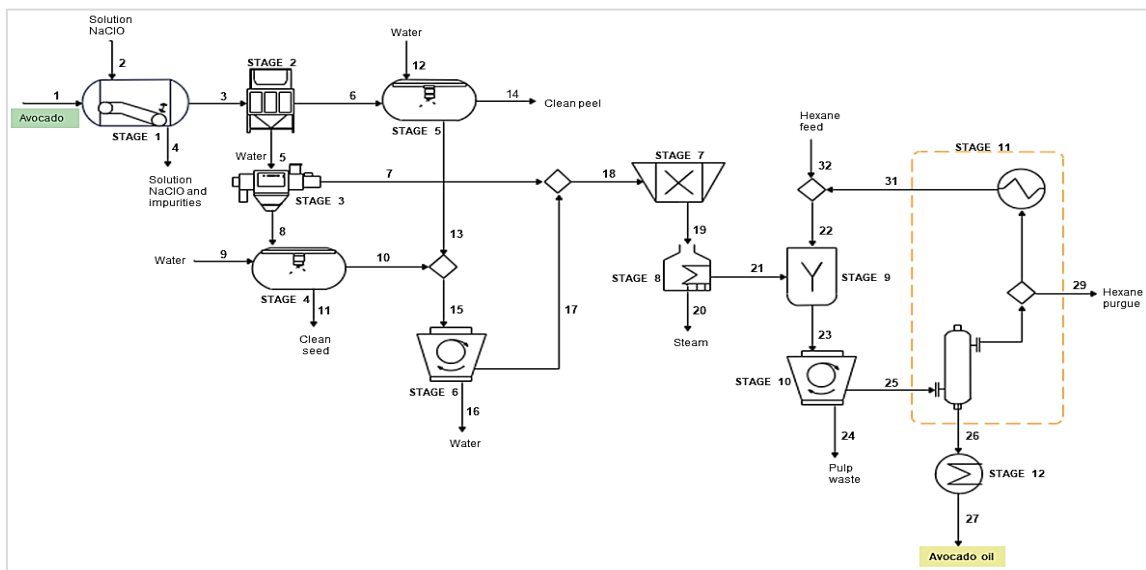 Solution
NaClO
Water
STAGE 2
1
2
3
6
12
14
Clean peel
Avocado
STAGE 1
STAGE 5
4
Water
5
Solution
NaClO and
impurities
STAGE 3
7
18
STAGE 7
Hexane
feed
32
STAGE 11
31
8
13
19
22
Water
9
10
STAGE 4
STAGE 8
21
STAGE 9
29
Hexane
purgue
11
15
17
20
23
Clean
seed
Steam
STAGE 6
STAGE 10
25
16
24
26
Water
Pulp
waste
STAGE 12
27
Avocado oil